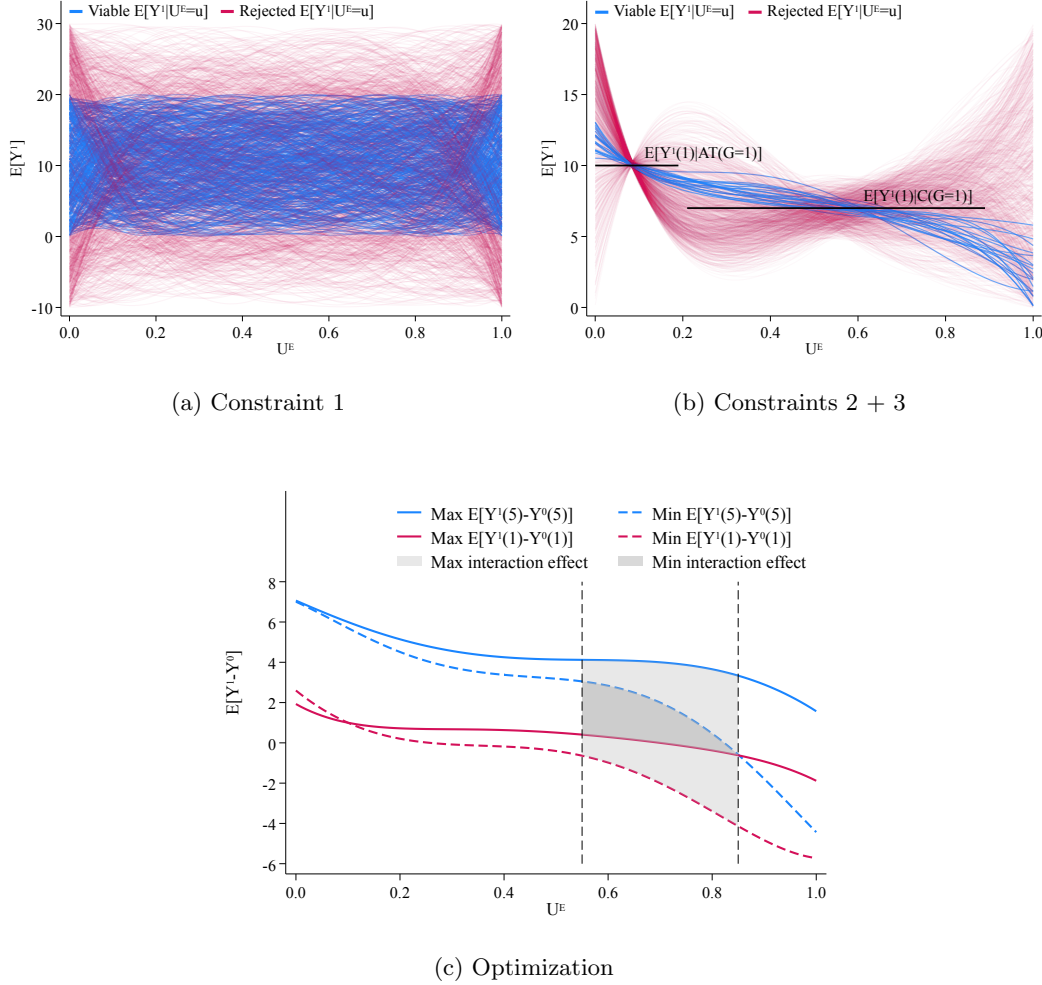 Viable E[Y¹|Uᴱ=u] Rejected E[Y¹|Uᴱ=u]
30
20
10
0
-10
E[Y¹]
0.0 0.2 0.4 0.6 0.8 1.0
Uᴱ
(a) Constraint 1
Viable E[Y¹|Uᴱ=u] Rejected E[Y¹|Uᴱ=u]
20
15
10
5
0
E[Y¹]
E[Y¹(1)|AT(G=1)]
E[Y¹(1)|C(G=1)]
0.0 0.2 0.4 0.6 0.8 1.0
Uᴱ
(b) Constraints 2 + 3
Max E[Y¹(5)-Y⁰(5)] Min E[Y¹(5)-Y⁰(5)]
Max E[Y¹(1)-Y⁰(1)] Min E[Y¹(1)-Y⁰(1)]
Max interaction effect Min interaction effect
8
6
4
2
0
-2
-4
-6
E[Y¹-Y⁰]
0.0 0.2 0.4 0.6 0.8 1.0
Uᴱ
(c) Optimization